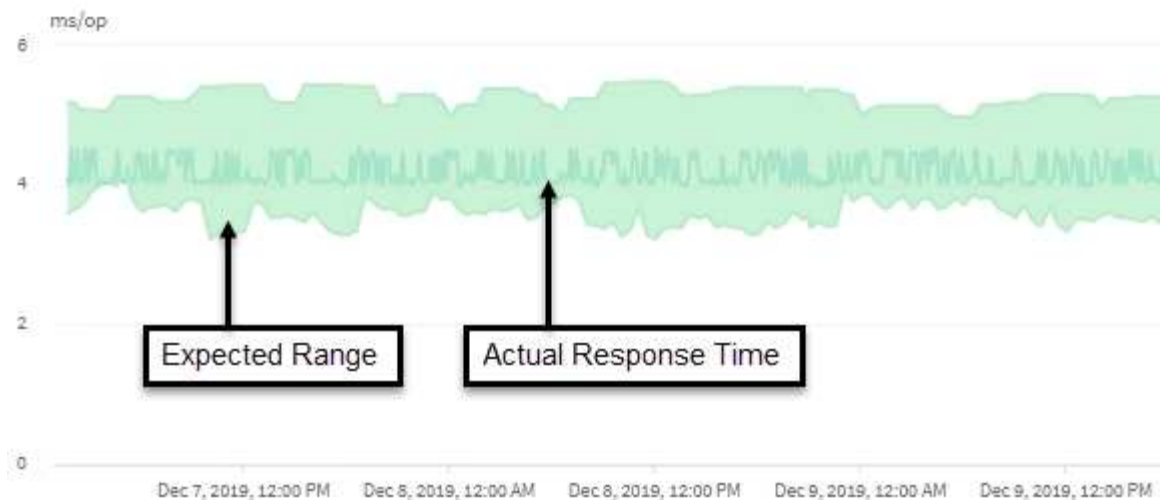 ms/op
6
4
2
Expected Range
Actual Response Time
0
Dec 7, 2019, 12:00 PM
Dec 8, 2019, 12:00 AM
Dec 8, 2019, 12:00 PM
Dec 9, 2019, 12:00 AM
Dec 9, 2019, 12:00 PM